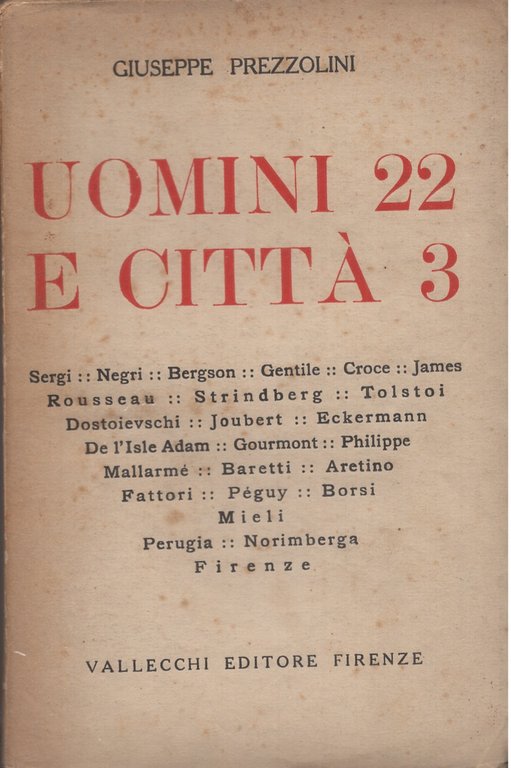 GIUSEPPE PREZZOLINI
UOMINI 22
E CITTÀ 3
Sergi :: Negri :: Bergson :: Gentile :: Croce :: James
Rousseau :: Strindberg :: Tolstoi
Dostoievschi :: Joubert :: Eckermann
De l'Isle Adam :: Gourmont :: Philippe
Mallarmé :: Baretti :: Aretino
Fattori :: Péguy :: Borsi
Mieli
Perugia :: Norimberga
Firenze
VALLECCHI EDITORE FIRENZE